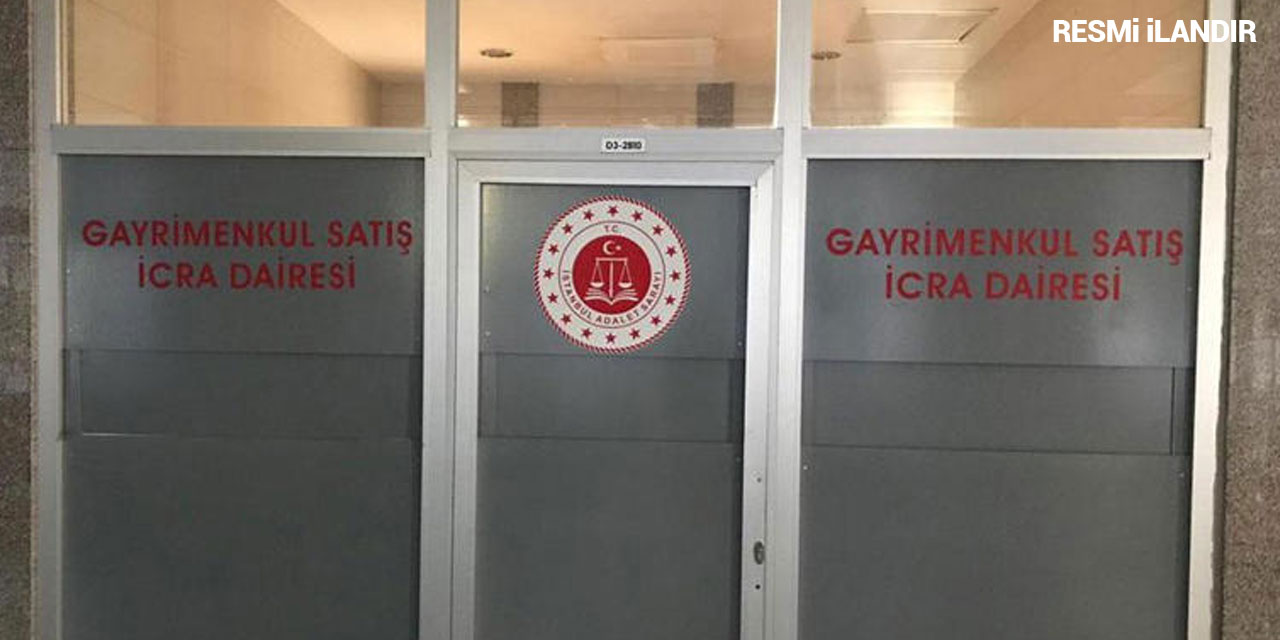 RESMİ İLANDIR
D3-2810
GAYRİMENKUL SATIŞ
İCRA DAİRESİ
T.C.
İSTANBUL ADALET SARAYI
GAYRİMENKUL SATIŞ
İCRA DAİRESİ